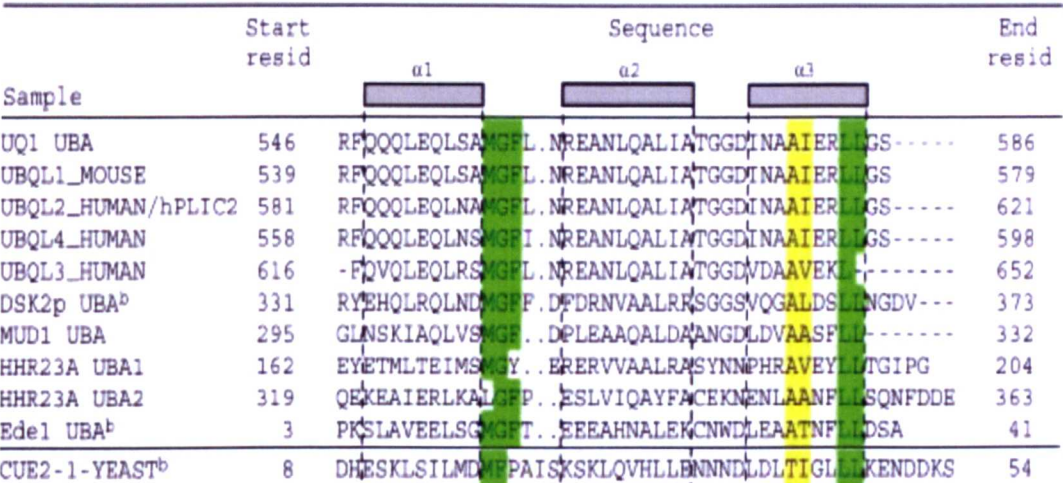 Start Sequence End
resid resid
α1 α2 α3
Sample
UQ1 UBA 546 RFQQQLEQLSAMGFL.NREANLQALIATGGDINAAIERLLGS----- 586
UBQL1_MOUSE 539 RFQQQLEQLSAMGFL.NREANLQALIATGGDINAAIERLLGS----- 579
UBQL2_HUMAN/hPLIC2 581 RFQQQLEQLNAMGFL.NREANLQALIATGGDINAAIERLLGS----- 621
UBQL4_HUMAN 558 RFQQQLEQLNSMGFI.NREANLQALIATGGDINAAIERLLGS----- 598
UBQL3_HUMAN 616 -FQVQLEQLRSMGFL.NREANLQALIATGGDVDAAVEKL-------- 652
DSK2p UBAᵇ 331 RYEHQLRQLNDMGFF.DFDRNVAALRRSGGSVQGALDSLLNGDV--- 373
MUD1 UBA 295 GLNSKIAQLVSMGF..DPLEAAQALDAANGDLDVAASFLL------- 332
HHR23A UBA1 162 EYETMLTEIMSMGY..ERERVVAALRASYNNPHRAVEYLLTGIPG 204
HHR23A UBA2 319 QEKEAIERLKALGFP..ESLVIQAYFACEKNENLAANFLLSQNFDDE 363
Ede1 UBAᵇ 3 PKSLAVEELSGMGFT..EEEAHNALEKCNWDLEAATNFLLDSA 41
CUE2-1-YEASTᵇ 8 DHESKLSILMDMFPAISKSKLQVHLLENNNDLDLTIGLLLKENDDKS 54